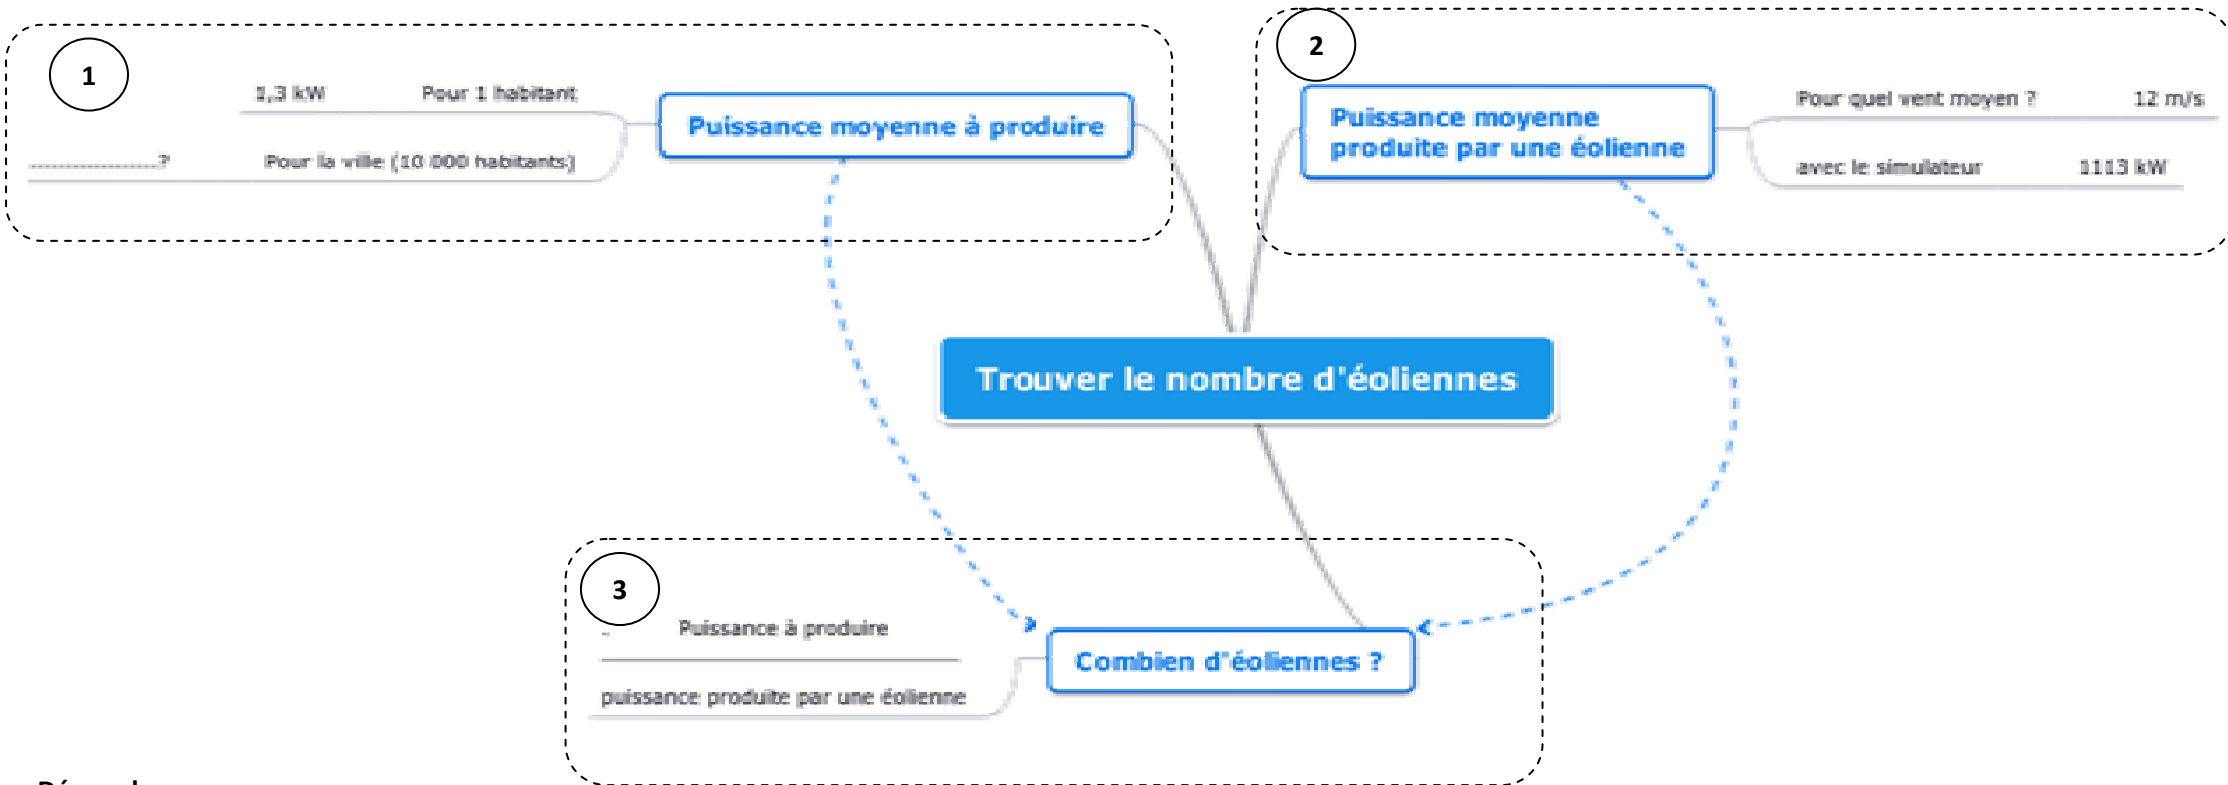 1
1,3 kW Pour 1 habitant
................? Pour la ville (10 000 habitants)
Puissance moyenne à produire
2
Puissance moyenne
produite par une éolienne
Pour quel vent moyen ? 12 m/s
avec le simulateur 1113 kW
Trouver le nombre d'éoliennes
3
Puissance à produire
puissance produite par une éolienne
Combien d'éoliennes ?